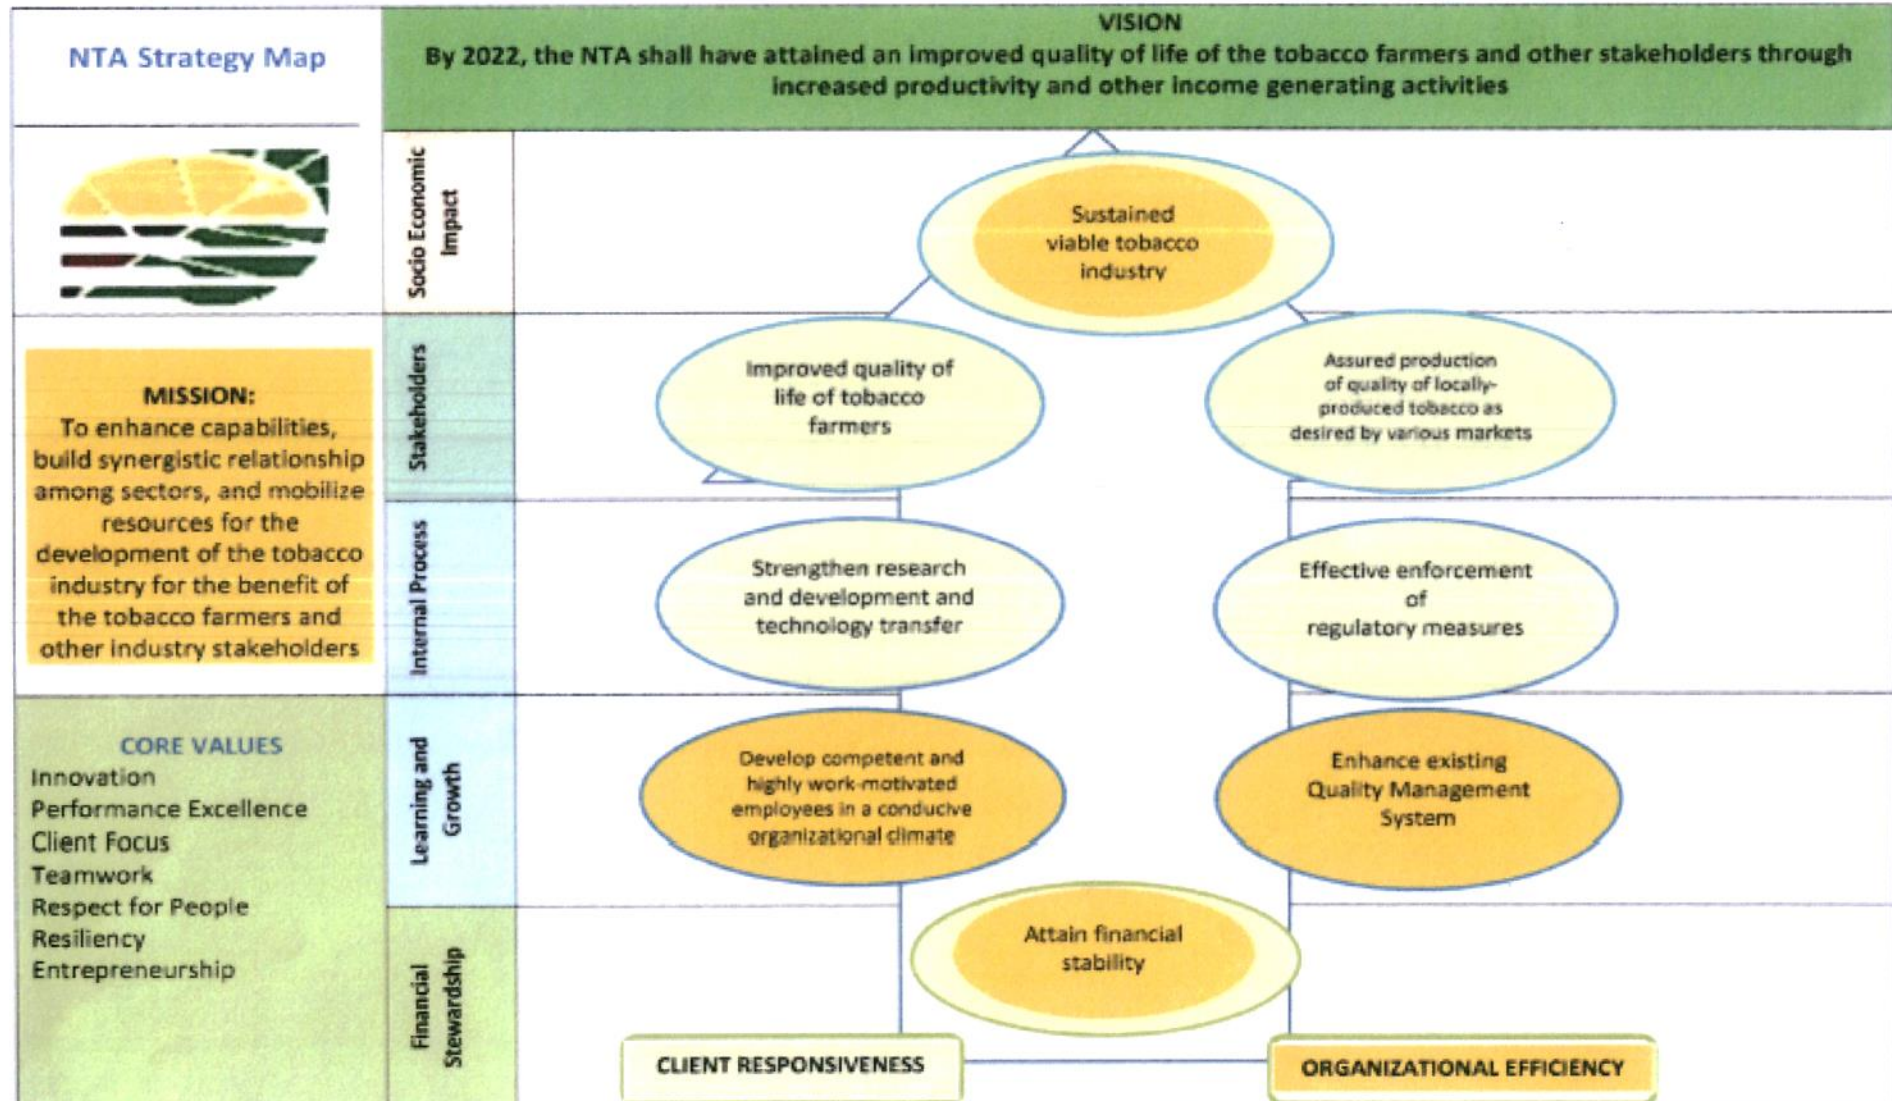 NTA Strategy Map
VISION
By 2022, the NTA shall have attained an improved quality of life of the tobacco farmers and other stakeholders through
increased productivity and other income generating activities
Socio Economic
Impact
Sustained
viable tobacco
industry
MISSION:
To enhance capabilities,
build synergistic relationship
among sectors, and mobilize
resources for the
development of the tobacco
industry for the benefit of
the tobacco farmers and
other industry stakeholders
Stakeholders
Improved quality of
life of tobacco
farmers
Assured production
of quality of locally-
produced tobacco as
desired by various markets
Internal Process
Strengthen research
and development and
technology transfer
Effective enforcement
of
regulatory measures
CORE VALUES
Innovation
Performance Excellence
Client Focus
Teamwork
Respect for People
Resiliency
Entrepreneurship
Learning and
Growth
Develop competent and
highly work-motivated
employees in a conducive
organizational climate
Enhance existing
Quality Management
System
Financial
Stewardship
Attain financial
stability
CLIENT RESPONSIVENESS
ORGANIZATIONAL EFFICIENCY